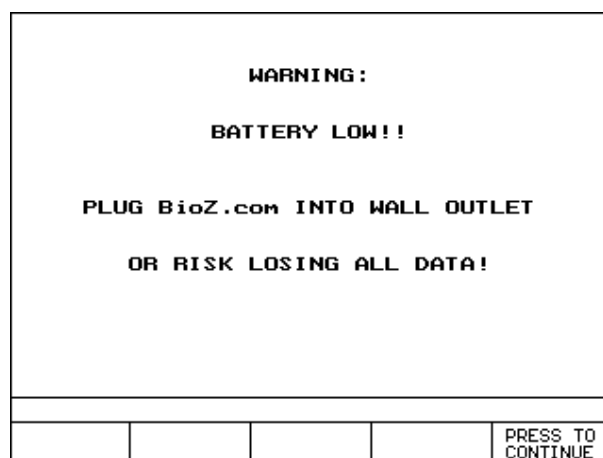 WARNING:
BATTERY LOW!!
PLUG BioZ.com INTO WALL OUTLET
OR RISK LOSING ALL DATA!
PRESS TO
CONTINUE